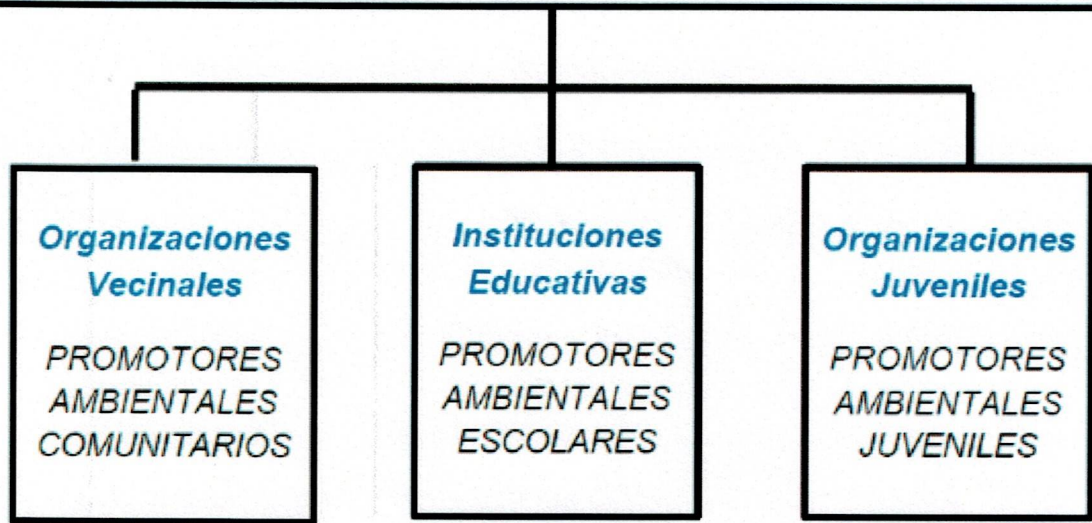 Organizaciones
Vecinales
PROMOTORES
AMBIENTALES
COMUNITARIOS
Instituciones
Educativas
PROMOTORES
AMBIENTALES
ESCOLARES
Organizaciones
Juveniles
PROMOTORES
AMBIENTALES
JUVENILES